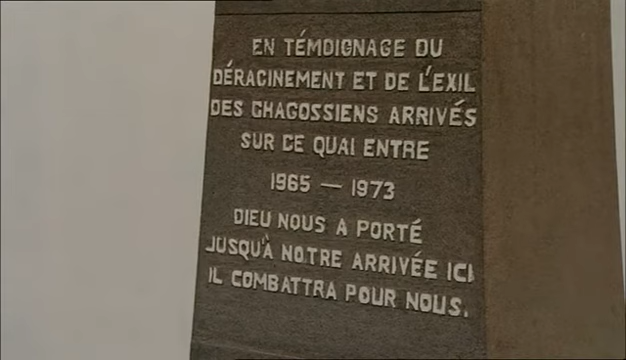 EN TÉMOIGNAGE DU
DÉRACINEMENT ET DE L'EXIL
DES CHAGOSSIENS ARRIVÉS
SUR CE QUAI ENTRE
1965 — 1973
DIEU NOUS A PORTÉ
JUSQU'À NOTRE ARRIVÉE ICI
IL COMBATTRA POUR NOUS.